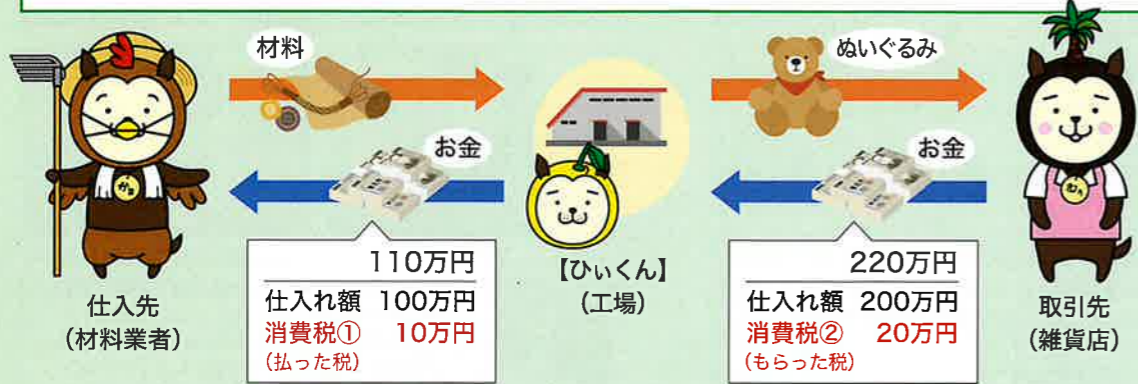 材料
ぬいぐるみ
お金
お金
110万円
仕入れ額 100万円
消費税① 10万円
(払った税)
220万円
仕入れ額 200万円
消費税② 20万円
(もらった税)
仕入先
(材料業者)
【ひぃくん】
(工場)
取引先
(雑貨店)